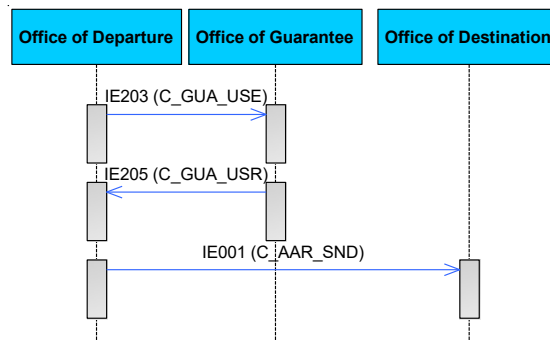 Office of Departure
Office of Guarantee
Office of Destination
IE203 (C_GUA_USE)
IE205 (C_GUA_USR)
IE001 (C_AAR_SND)